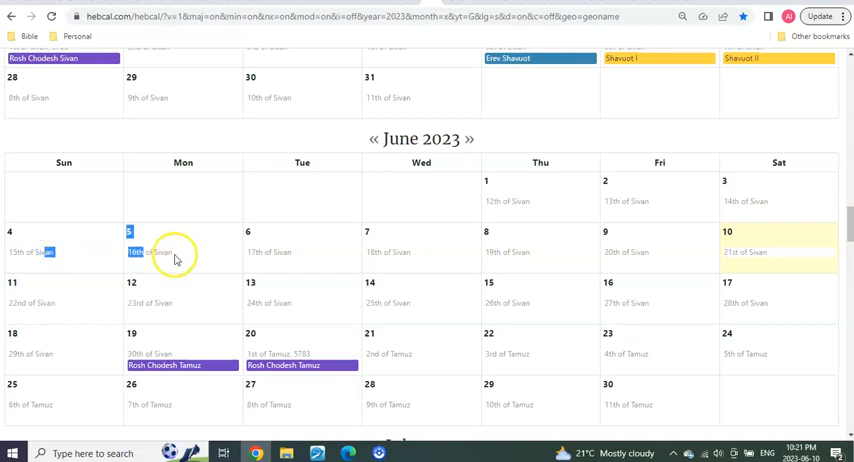 hebcal.com/hebcal/?v=1&maj=on&min=on&nx=on&mod=on&i=off&year=2023&month=x&yt=G&lg=s&d=on&c=off&geo=geoname
AI
Update
Bible
Personal
Other bookmarks
Rosh Chodesh Sivan
Erev Shavuot
Shavuot I
Shavuot II
28 29 30 31
8th of Sivan 9th of Sivan 10th of Sivan 11th of Sivan
« June 2023 »
Sun Mon Tue Wed Thu Fri Sat
1 2 3
12th of Sivan 13th of Sivan 14th of Sivan
4 5 6 7 8 9 10
15th of Sivan 16th of Sivan 17th of Sivan 18th of Sivan 19th of Sivan 20th of Sivan 21st of Sivan
11 12 13 14 15 16 17
22nd of Sivan 23rd of Sivan 24th of Sivan 25th of Sivan 26th of Sivan 27th of Sivan 28th of Sivan
18 19 20 21 22 23 24
29th of Sivan 30th of Sivan 1st of Tamuz, 5783 2nd of Tamuz 3rd of Tamuz 4th of Tamuz 5th of Tamuz
Rosh Chodesh Tamuz Rosh Chodesh Tamuz
25 26 27 28 29 30
6th of Tamuz 7th of Tamuz 8th of Tamuz 9th of Tamuz 10th of Tamuz 11th of Tamuz
Type here to search
21°C Mostly cloudy
ENG
10:21 PM
2023-06-10
2